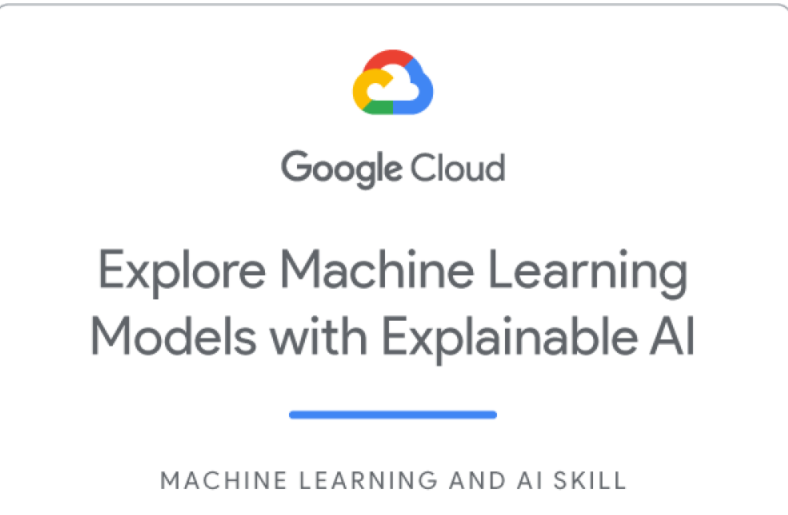 Google Cloud
Explore Machine Learning
Models with Explainable AI
MACHINE LEARNING AND AI SKILL